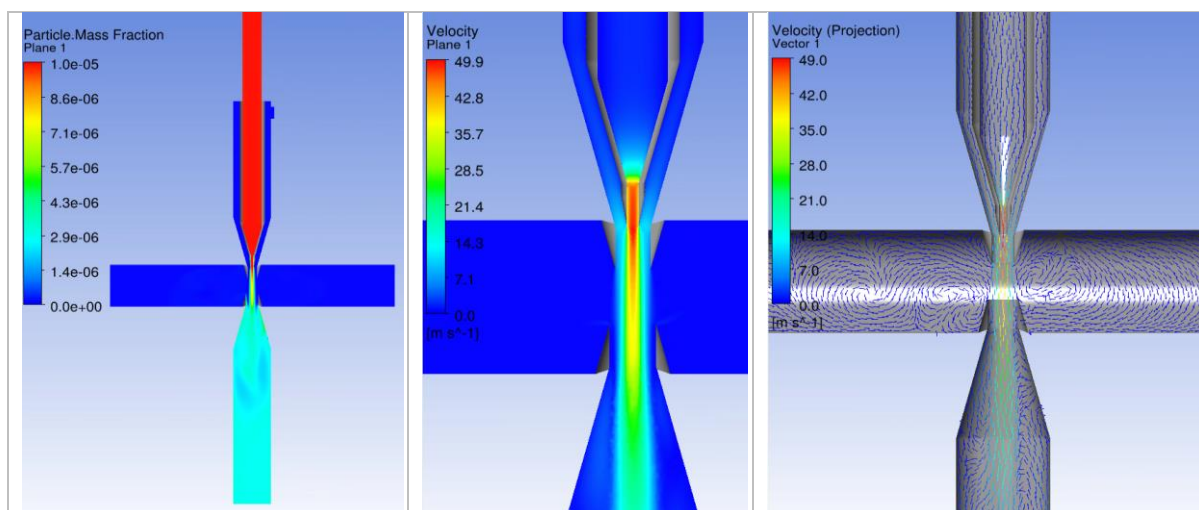 Particle.Mass Fraction
Plane 1
1.0e-05
8.6e-06
7.1e-06
5.7e-06
4.3e-06
2.9e-06
1.4e-06
0.0e+00
Velocity
Plane 1
49.9
42.8
35.7
28.5
21.4
14.3
7.1
0.0
[m s^-1]
Velocity (Projection)
Vector 1
49.0
42.0
35.0
28.0
21.0
14.0
7.0
0.0
[m s^-1]